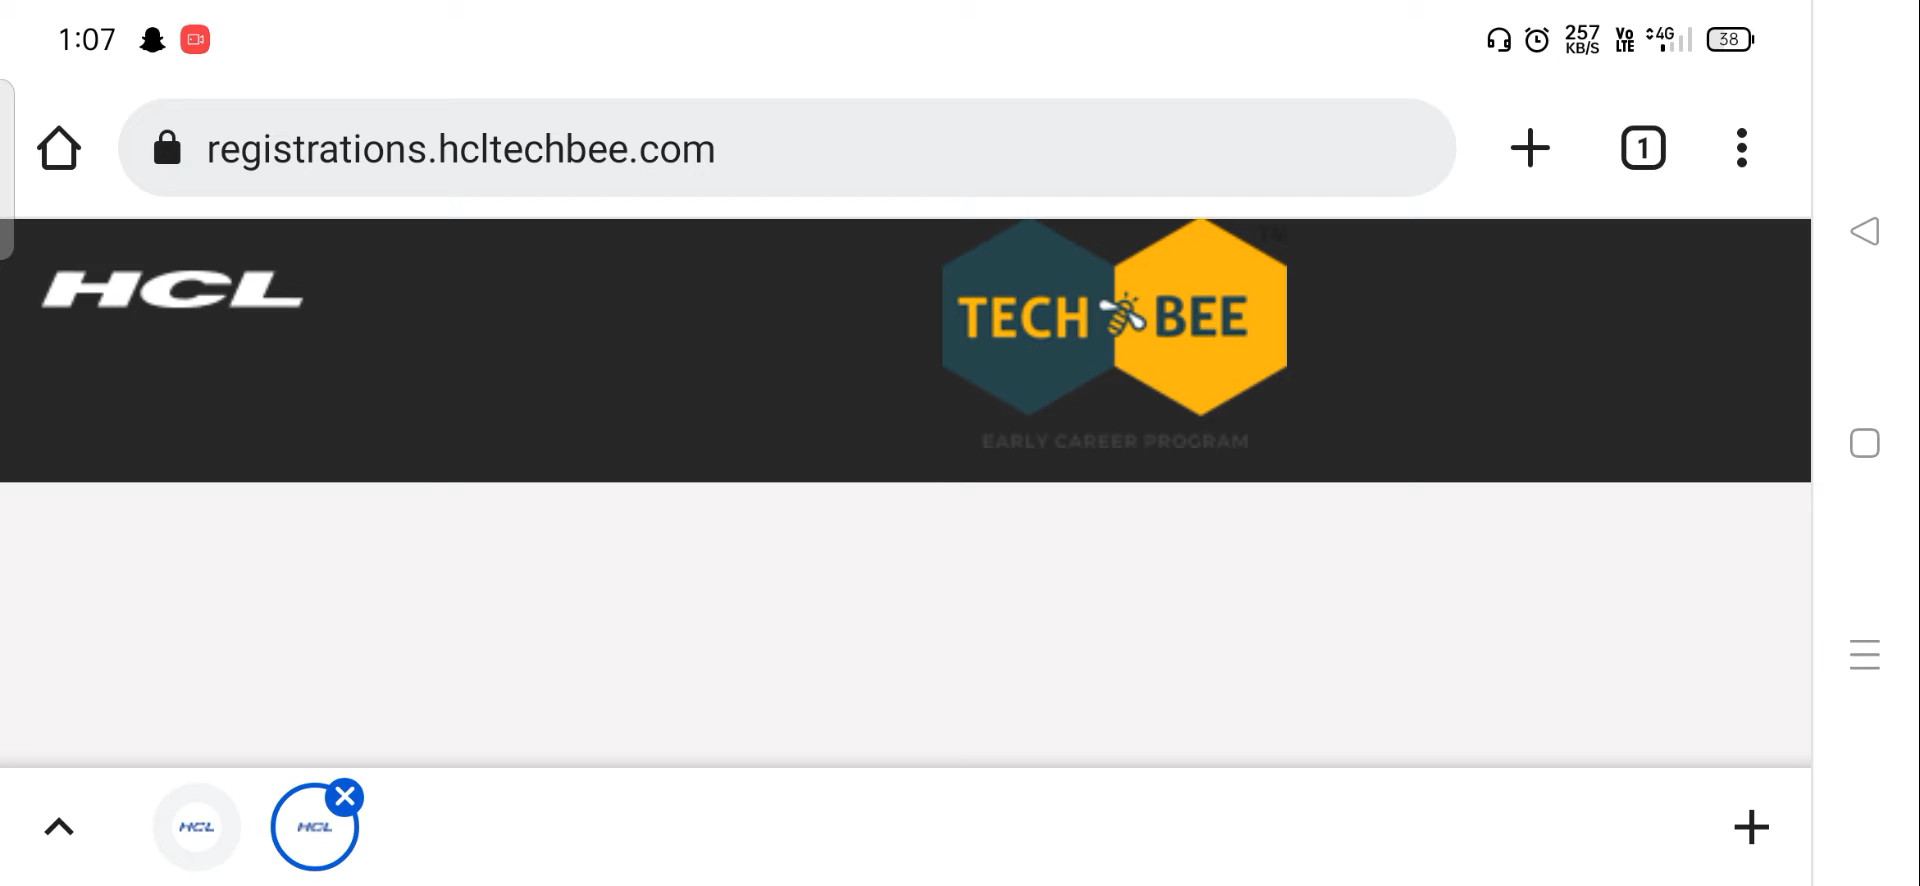 1:07
257 KB/S Vo LTE 4G 38
registrations.hcltechbee.com
1
HCL
TECH BEE TM
EARLY CAREER PROGRAM
HCL HCL